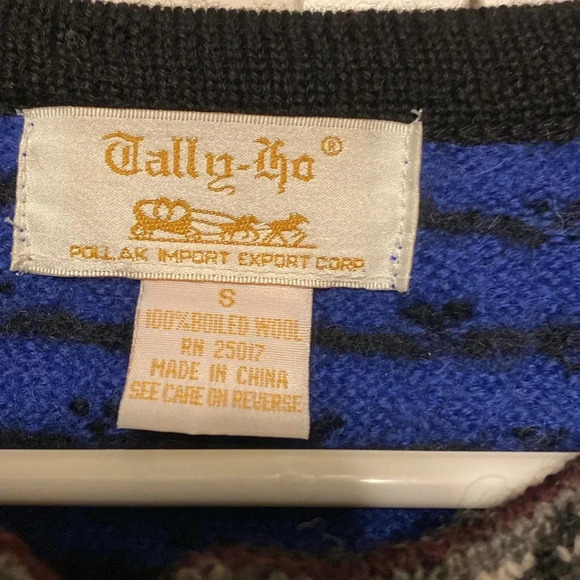 Tally-ho®
POLLAK IMPORT EXPORT CORP
S
100% BOILED WOOL
RN 25017
MADE IN CHINA
SEE CARE ON REVERSE